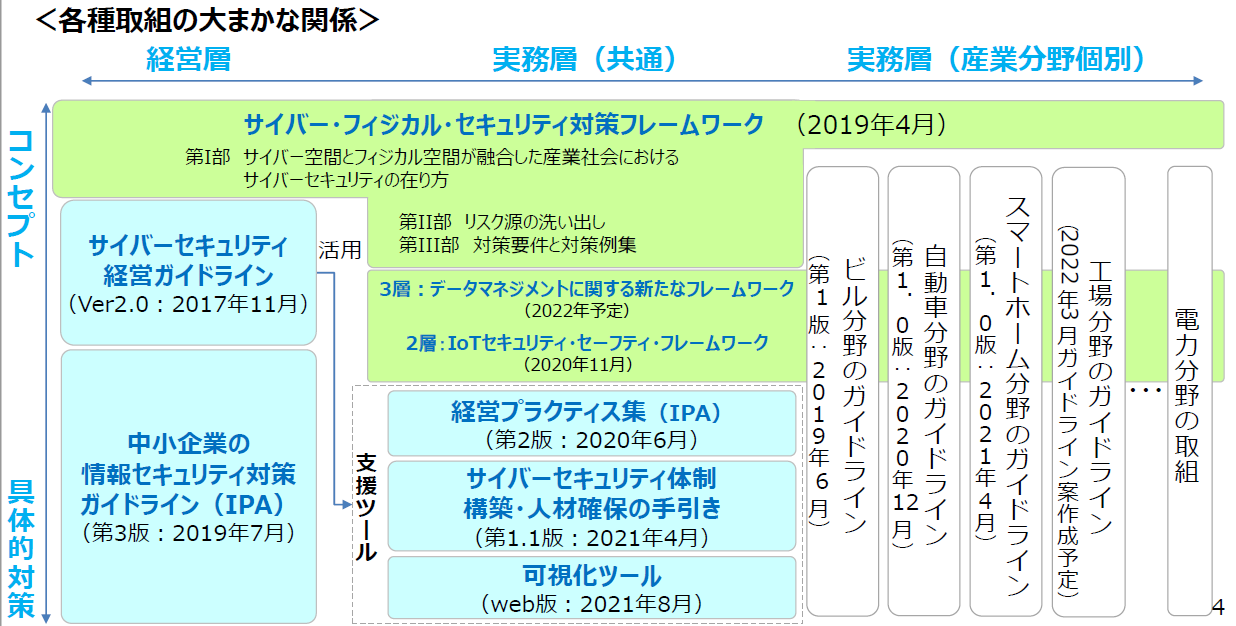 ＜各種取組の大まかな関係＞
経営層
実務層（共通）
実務層（産業分野個別）
コンセプト
具体的対策
サイバー・フィジカル・セキュリティ対策フレームワーク （2019年4月）
第I部 サイバー空間とフィジカル空間が融合した産業社会における
サイバーセキュリティの在り方
第II部 リスク源の洗い出し
第III部 対策要件と対策例集
サイバーセキュリティ
経営ガイドライン
（Ver2.0：2017年11月）
活用
3層：データマネジメントに関する新たなフレームワーク
（2022年予定）
2層：IoTセキュリティ・セーフティ・フレームワーク
（2020年11月）
中小企業の
情報セキュリティ対策
ガイドライン（IPA）
（第3版：2019年7月）
支援ツール
経営プラクティス集（IPA）
（第2版：2020年6月）
サイバーセキュリティ体制
構築・人材確保の手引き
（第1.1版：2021年4月）
可視化ツール
（web版：2021年8月）
ビル分野のガイドライン
（第１版：２０１９年６月）
自動車分野のガイドライン
（第１．０版：２０２０年12月）
スマートホーム分野のガイドライン
（第１．０版：２０２１年４月）
工場分野のガイドライン
（２０２２年３月ガイドライン案作成予定）
・・・
電力分野の取組
4